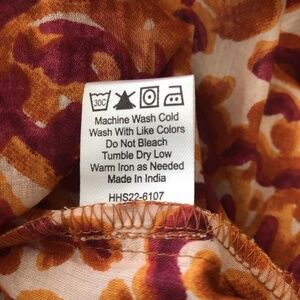 30C
Machine Wash Cold
Wash With Like Colors
Do Not Bleach
Tumble Dry Low
Warm Iron as Needed
Made In India
HHS22-6107